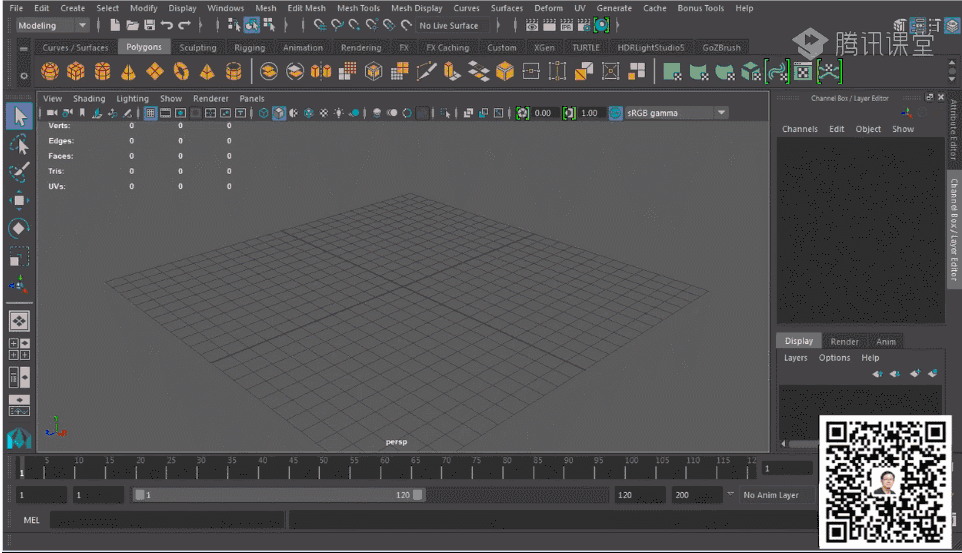 File Edit Create Select Modify Display Windows Mesh Edit Mesh Mesh Tools Mesh Display Curves Surfaces Deform UV Generate Cache Bonus Tools Help
Modeling No Live Surface
腾讯课堂
Curves / Surfaces Polygons Sculpting Rigging Animation Rendering FX FX Caching Custom XGen TURTLE HDRLightStudio5 GoZBrush
View Shading Lighting Show Renderer Panels
0.00 1.00 sRGB gamma
Verts: 0 0 0
Edges: 0 0 0
Faces: 0 0 0
Tris: 0 0 0
UVs: 0 0 0
persp
Channel Box / Layer Editor
Channels Edit Object Show
Attribute Editor
Channel Box / Layer Editor
Display Render Anim
Layers Options Help
5 10 15 20 25 30 35 40 45 50 55 60 65 70 75 80 85 90 95 100 105 110 115 12
1 1
1 1 1 120 120 200 No Anim Layer
MEL